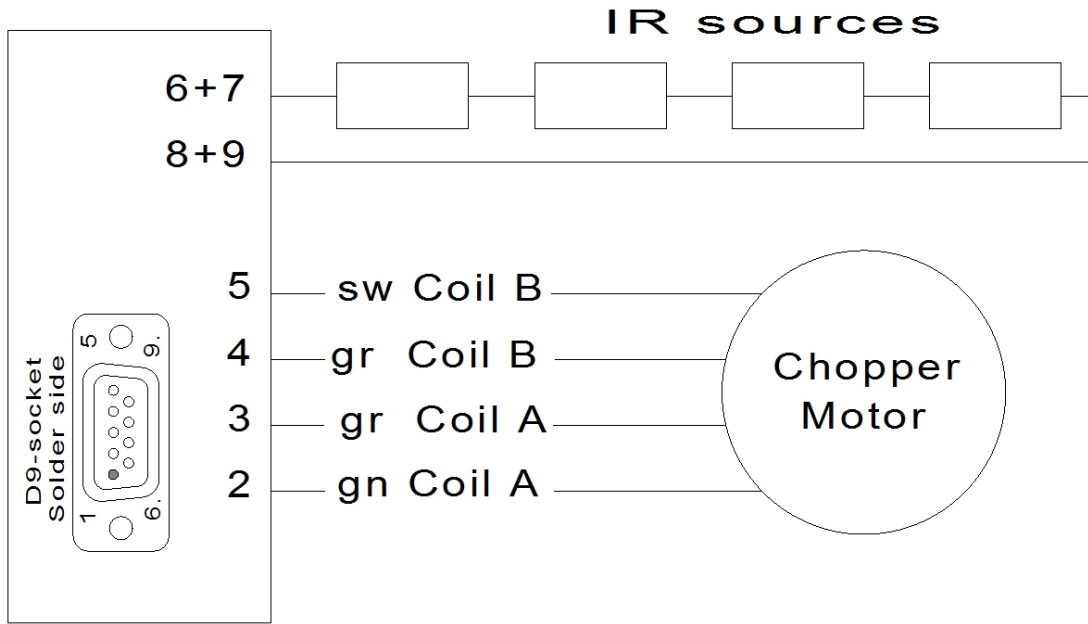 IR sources
6+7
8+9
5 sw Coil B
4 gr Coil B
3 gr Coil A
2 gn Coil A
Chopper
Motor
D9-socket
Solder side
5
9.
1
6.